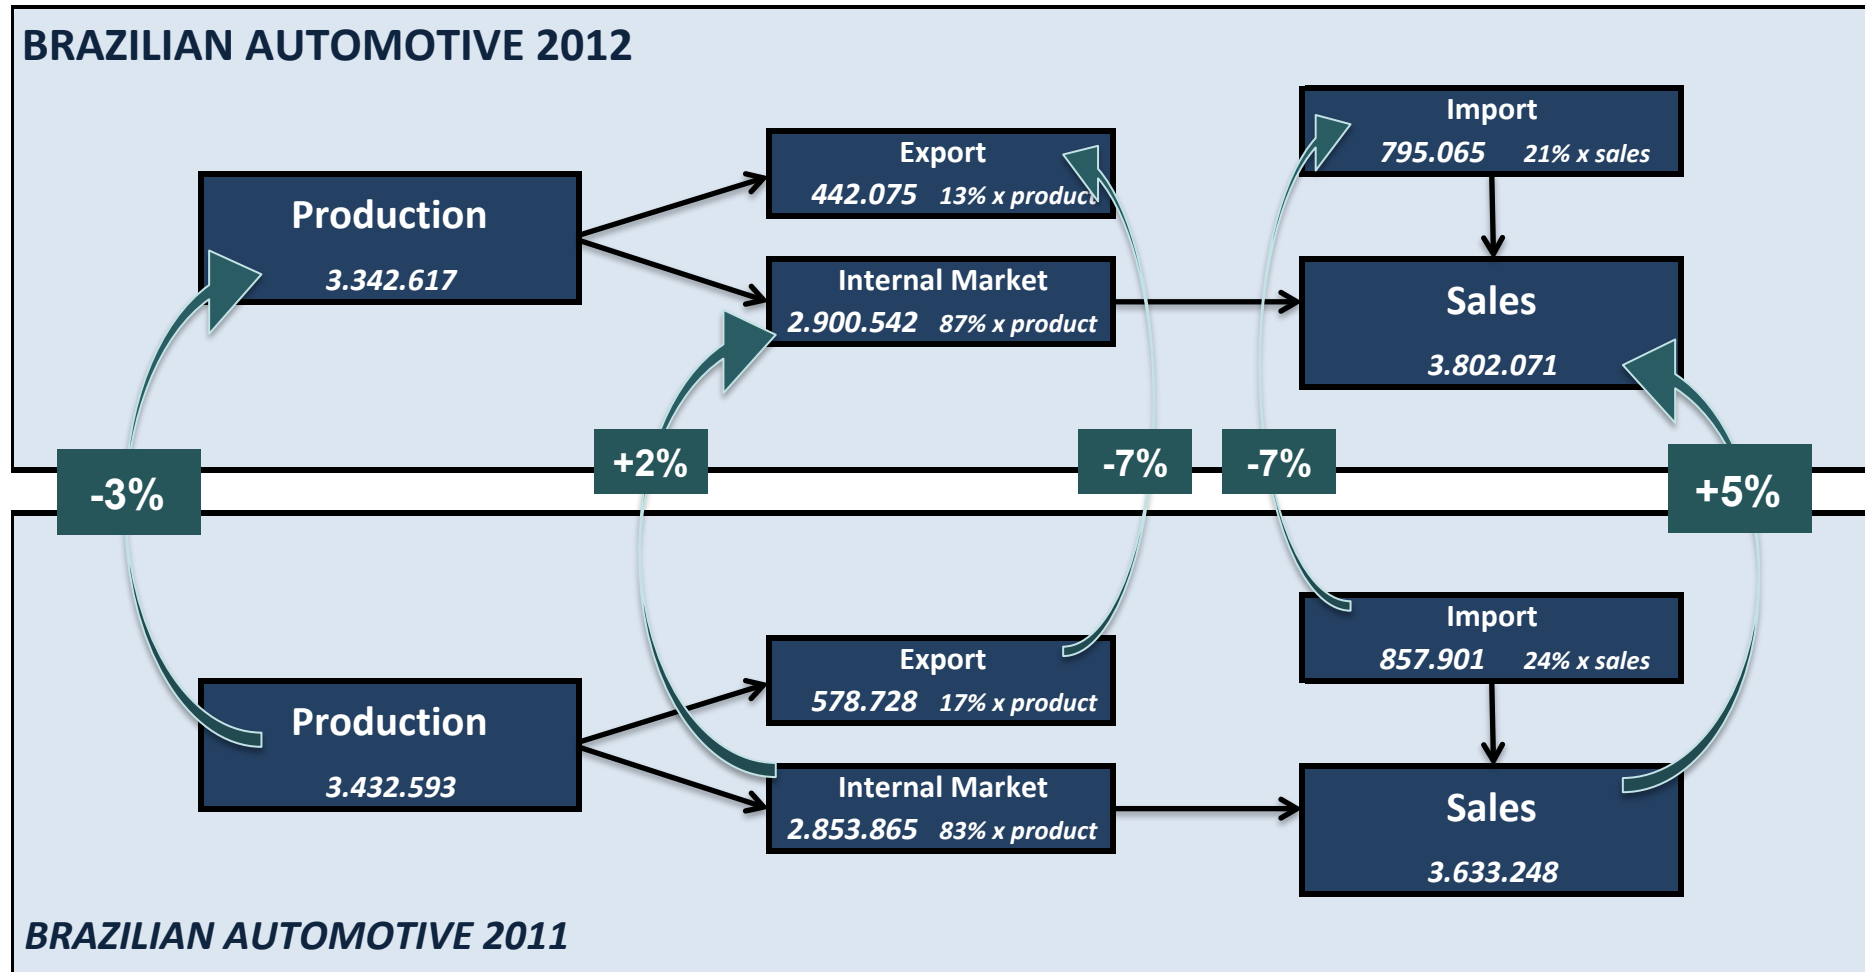 BRAZILIAN AUTOMOTIVE 2012
Production
3.342.617
Export
442.075 13% x product
Internal Market
2.900.542 87% x product
Import
795.065 21% x sales
Sales
3.802.071
-3%
+2%
-7%
-7%
+5%
Production
3.432.593
Export
578.728 17% x product
Internal Market
2.853.865 83% x product
Import
857.901 24% x sales
Sales
3.633.248
BRAZILIAN AUTOMOTIVE 2011